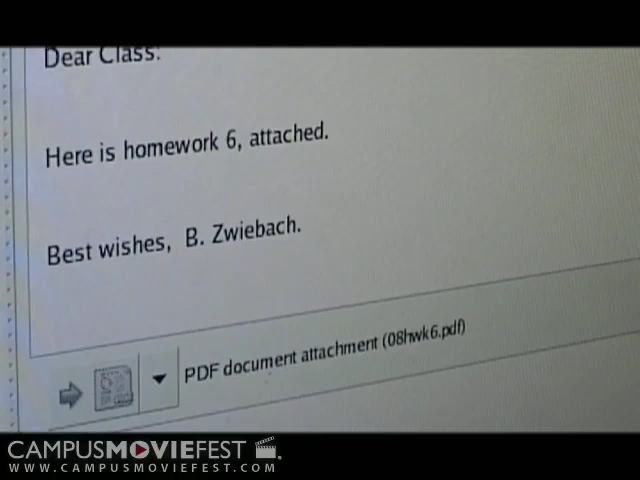 Dear Class:
Here is homework 6, attached.
Best wishes, B. Zwiebach.
PDF document attachment (08hwk6.pdf)
CAMPUSMOVIEFEST
WWW.CAMPUSMOVIEFEST.COM